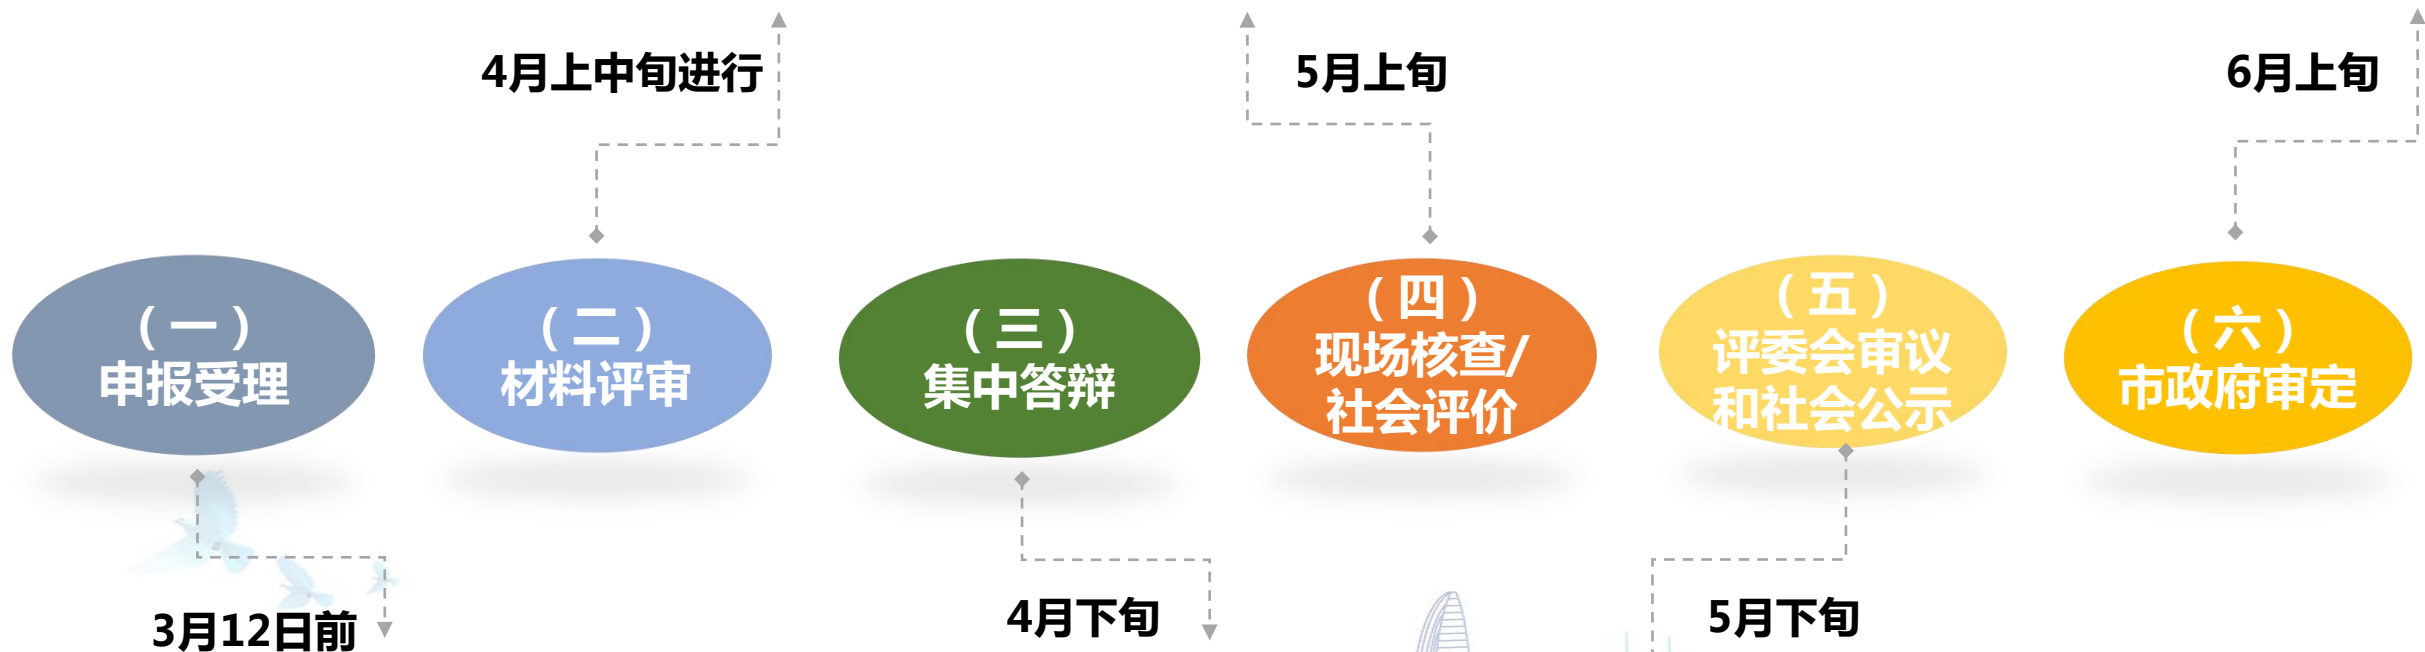 4月上中旬进行
5月上旬
6月上旬
（一）
申报受理
（二）
材料评审
（三）
集中答辩
（四）
现场核查/
社会评价
（五）
评委会审议
和社会公示
（六）
市政府审定
3月12日前
4月下旬
5月下旬